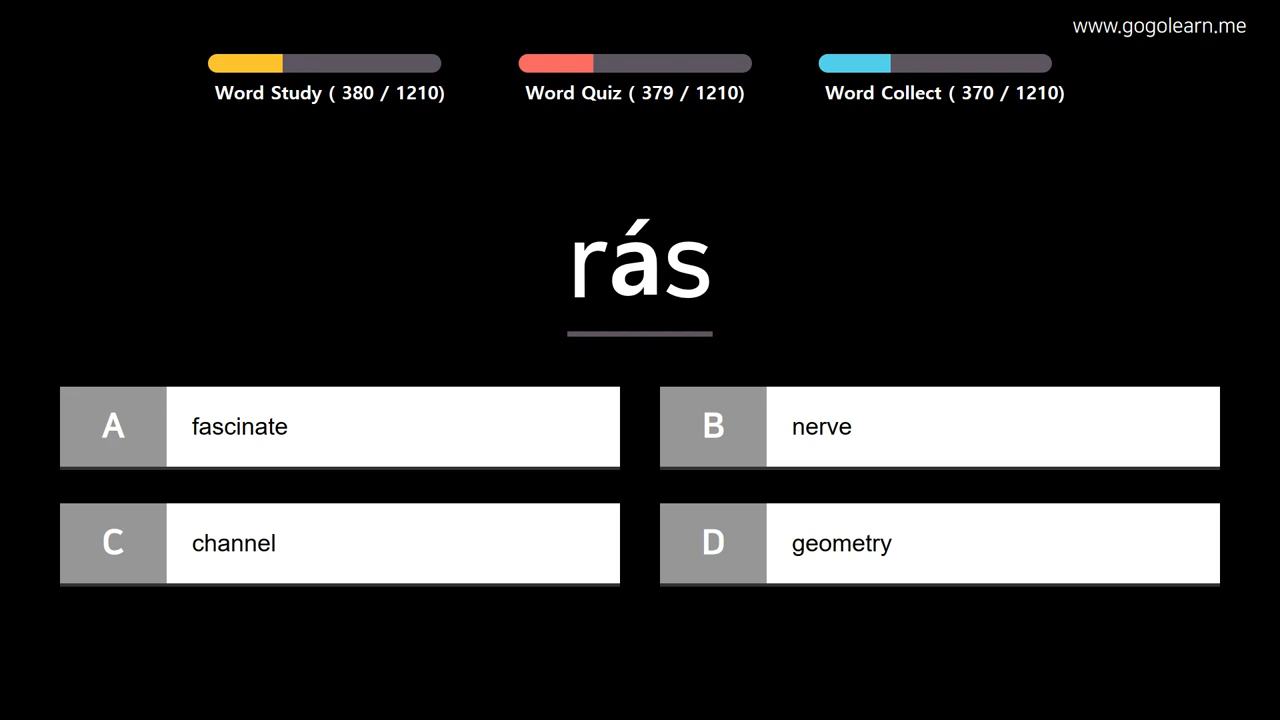 www.gogolearn.me
Word Study ( 380 / 1210)
Word Quiz ( 379 / 1210)
Word Collect ( 370 / 1210)
rás
A fascinate
B nerve
C channel
D geometry